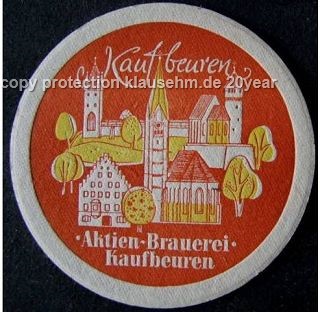 Kaufbeuren
copy protection klausehm.de 20year
·Aktien-Brauerei·
Kaufbeuren